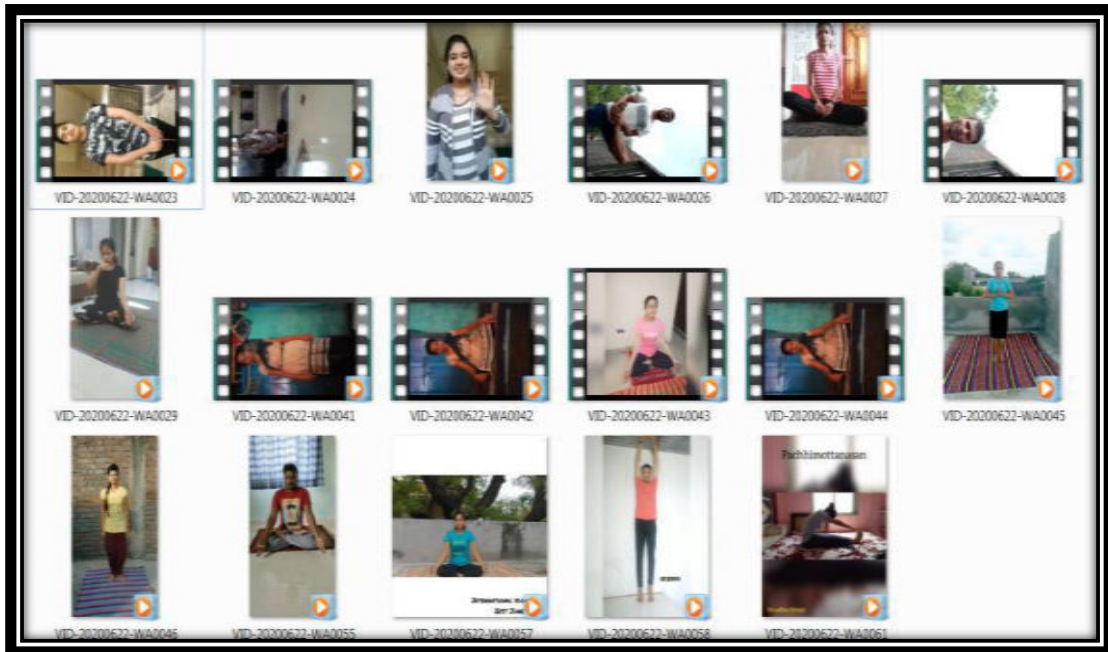 VID-20200622-WA0023
VID-20200622-WA0024
VID-20200622-WA0025
VID-20200622-WA0026
VID-20200622-WA0027
VID-20200622-WA0028
VID-20200622-WA0029
VID-20200622-WA0041
VID-20200622-WA0042
VID-20200622-WA0043
VID-20200622-WA0044
VID-20200622-WA0045
Pachhimottanasan
VID-20200622-WA0046
VID-20200622-WA0055
VID-20200622-WA0057
VID-20200622-WA0058
VID-20200622-WA0061